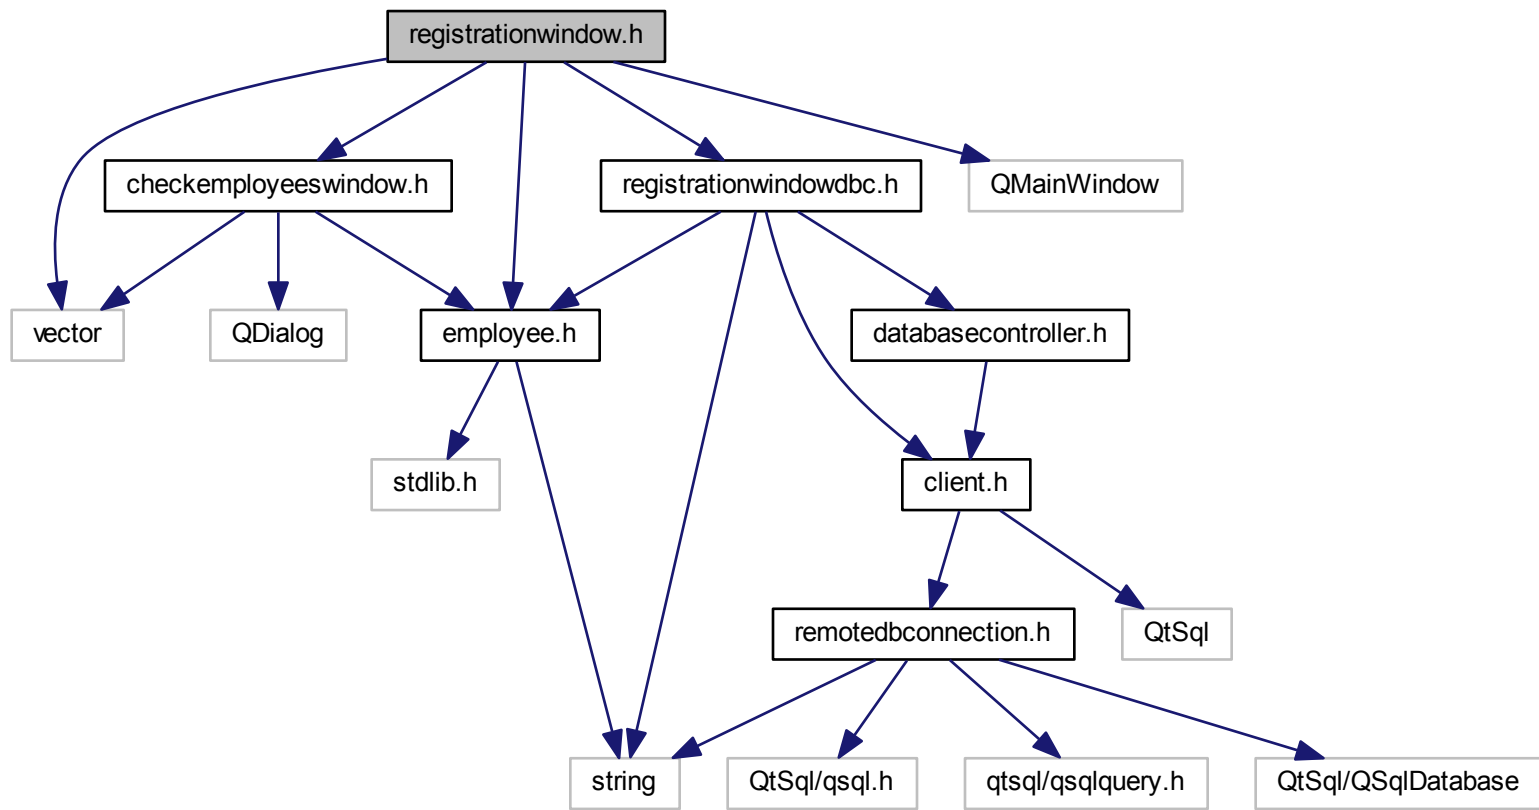 registrationwindow.h
checkemployeeswindow.h
registrationwindowdbc.h
QMainWindow
vector
QDialog
employee.h
databasecontroller.h
stdlib.h
client.h
remotedbconnection.h
QtSql
string
QtSql/qsql.h
qtsql/qsqlquery.h
QtSql/QSqlDatabase